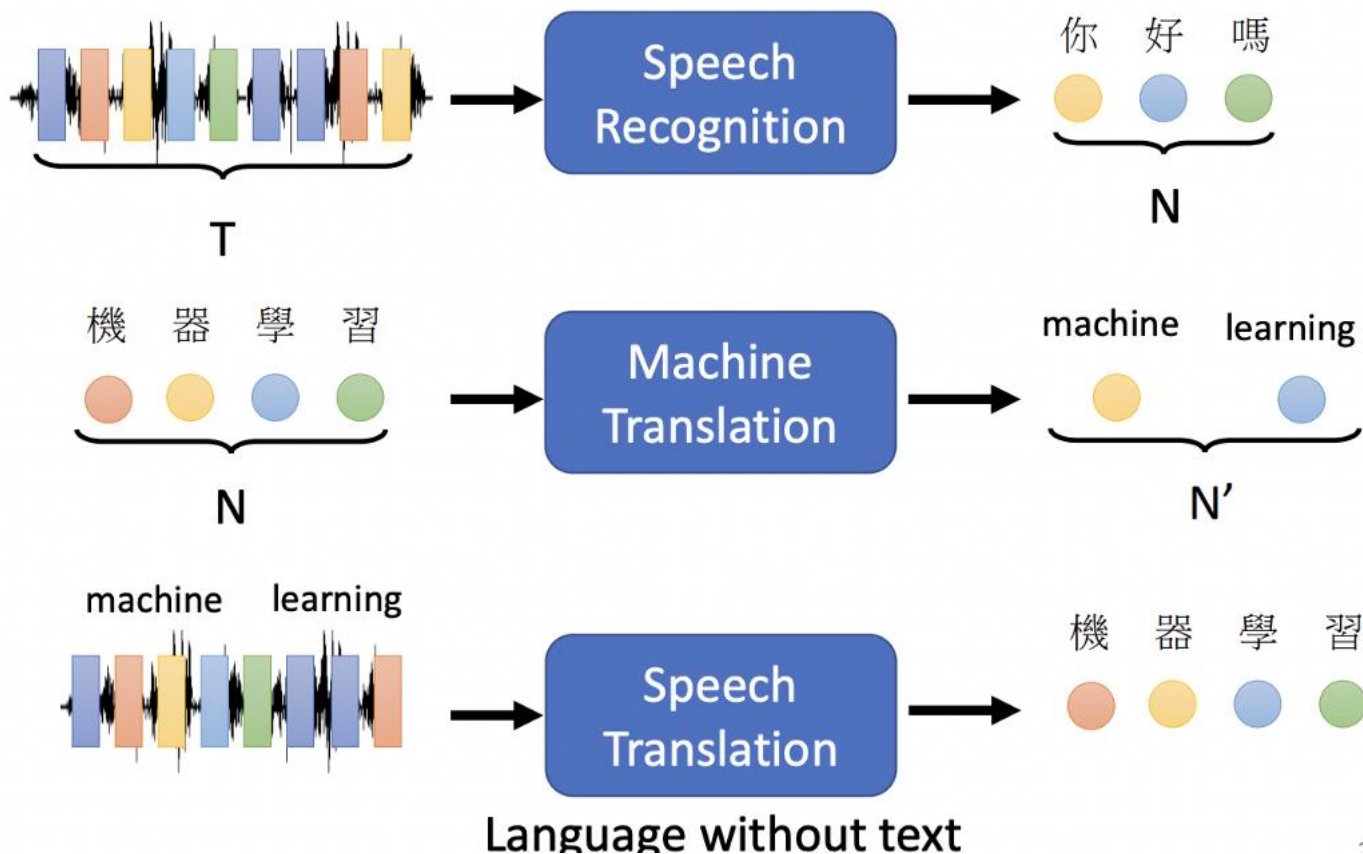 Speech
Recognition
你 好 嗎
T
N
機 器 學 習
Machine
Translation
machine learning
N
N'
machine learning
Speech
Translation
機 器 學 習
Language without text